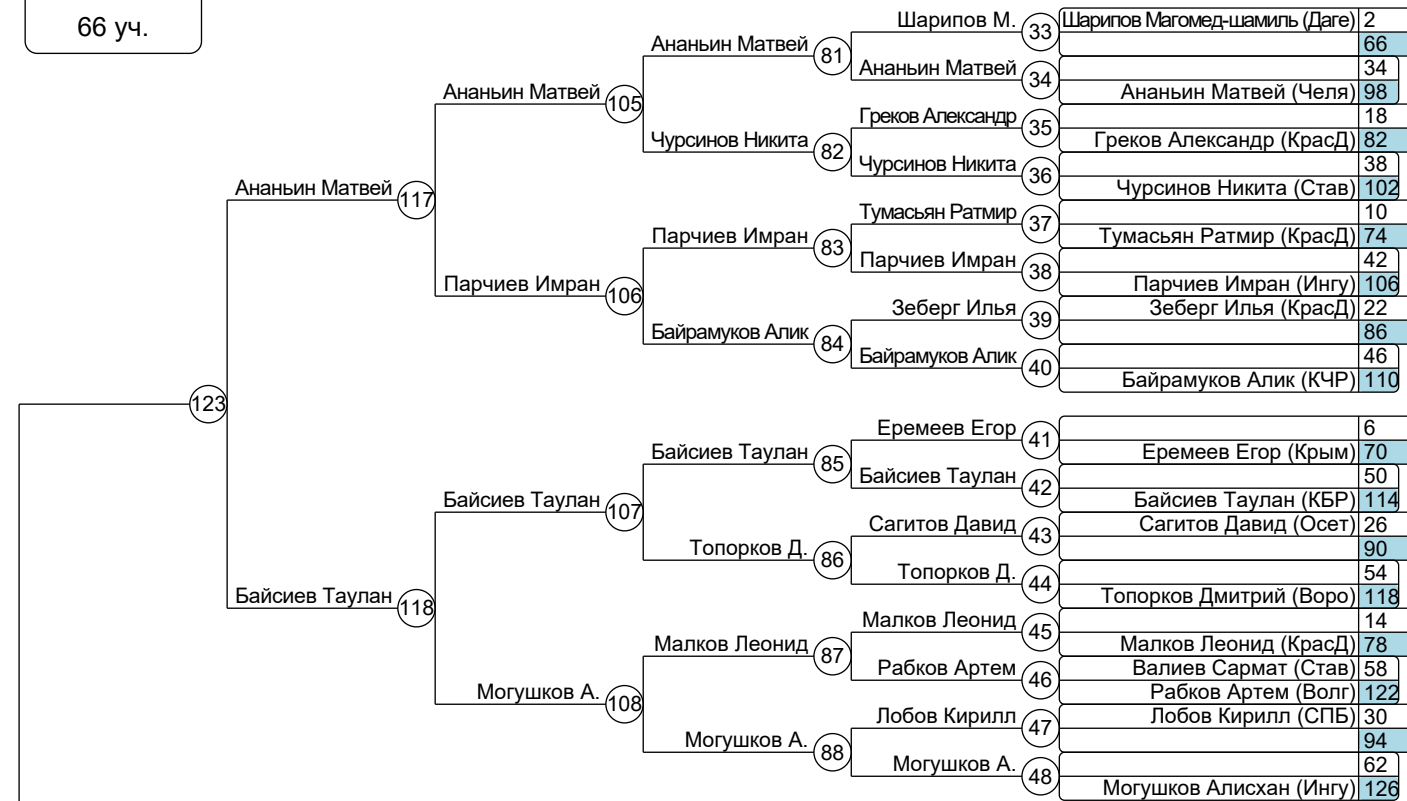 66 уч.
Шарипов М. 33 Шарипов Магомед-шамиль (Даге) 2
Ананьин Матвей 81 66
Ананьин Матвей 34 34
Ананьин Матвей 105 Ананьин Матвей (Челя) 98
Греков Александр 35 18
Чурсинов Никита 82 Греков Александр (КрасД) 82
Чурсинов Никита 36 38
Ананьин Матвей 117 Чурсинов Никита (Став) 102
Тумасьян Ратмир 37 10
Парчиев Имран 83 Тумасьян Ратмир (КрасД) 74
Парчиев Имран 38 42
Парчиев Имран 106 Парчиев Имран (Ингу) 106
Зеберг Илья 39 Зеберг Илья (КрасД) 22
Байрамуков Алик 84 86
Байрамуков Алик 40 46
Байрамуков Алик (КЧР) 110
123
Еремеев Егор 41 6
Байсиев Таулан 85 Еремеев Егор (Крым) 70
Байсиев Таулан 42 50
Байсиев Таулан 107 Байсиев Таулан (КБР) 114
Сагитов Давид 43 Сагитов Давид (Осет) 26
Топорков Д. 86 90
Топорков Д. 44 54
Байсиев Таулан 118 Топорков Дмитрий (Воро) 118
Малков Леонид 45 14
Малков Леонид 87 Малков Леонид (КрасД) 78
Рабков Артем 46 Валиев Сармат (Став) 58
Могушков А. 108 Рабков Артем (Волг) 122
Лобов Кирилл 47 Лобов Кирилл (СПБ) 30
Могушков А. 88 94
Могушков А. 48 62
Могушков Алисхан (Ингу) 126